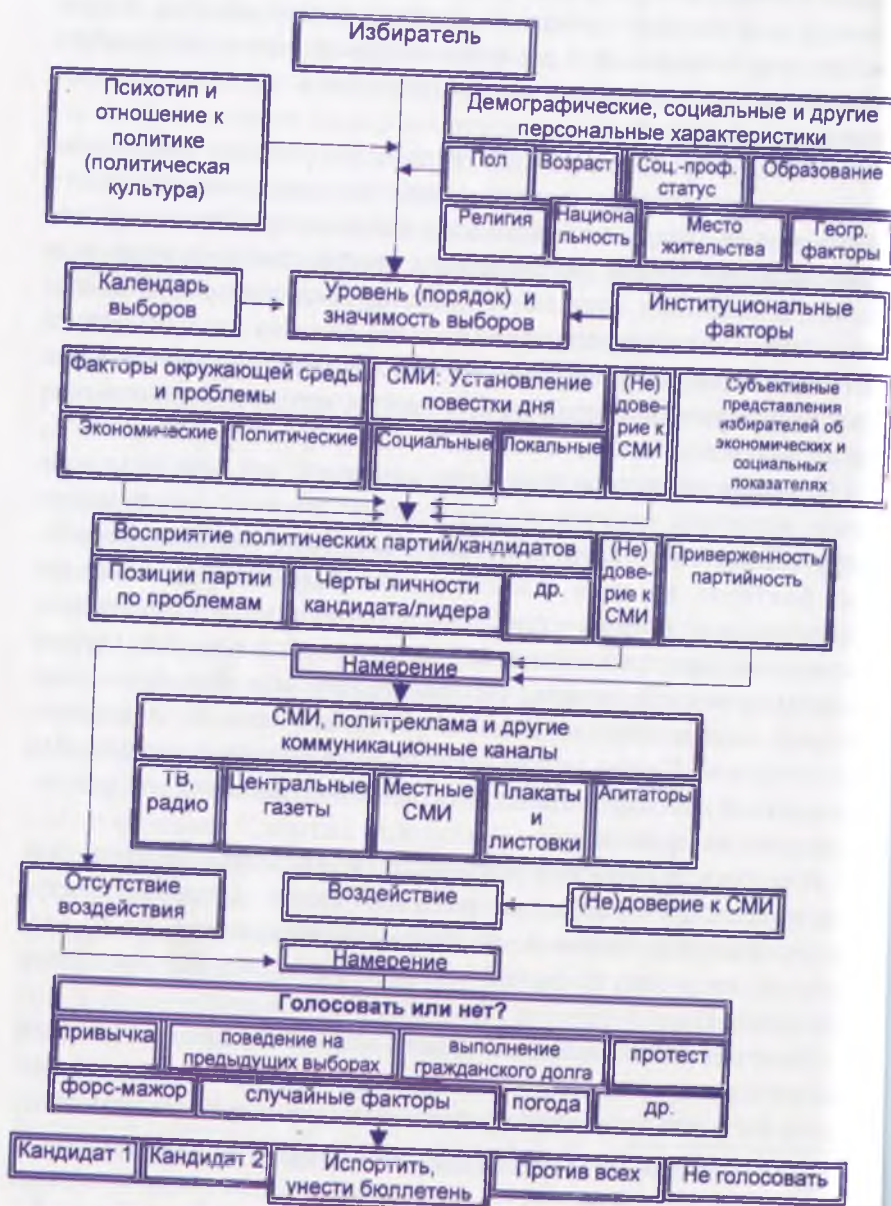 Избиратель
Психотип и
отношение к
политике
(политическая
культура)
Демографические, социальные и другие
персональные характеристики
Пол
Возраст
Соц.-проф.
статус
Образование
Религия
Национа
льность
Место
жительства
Геогр.
факторы
Календарь
выборов
Уровень (порядок) и
значимость выборов
Институциональные
факторы
Факторы окружающей среды
и проблемы
СМИ: Установление
повестки дня
(Не)
дове-
рие к
СМИ
Субъективные
представления
избирателей об
экономических и
социальных
показателях
Экономические
Политические
Социальные
Локальные
Восприятие политических партий/кандидатов
(Не)
дове-
рие к
СМИ
Приверженность/
партийность
Позиции партии
по проблемам
Черты личности
кандидата/лидера
др.
Намерение
СМИ, политреклама и другие
коммуникационные каналы
ТВ,
радио
Центральные
газеты
Местные
СМИ
Плакаты
и
листовки
Агитаторы
Отсутствие
воздействия
Воздействие
(Не)доверие к СМИ
Намерение
Голосовать или нет?
привычка
поведение на
предыдущих выборах
выполнение
гражданского долга
протест
форс-мажор
случайные факторы
погода
др.
Кандидат 1
Кандидат 2
Испортить,
унести бюллетень
Против всех
Не голосовать